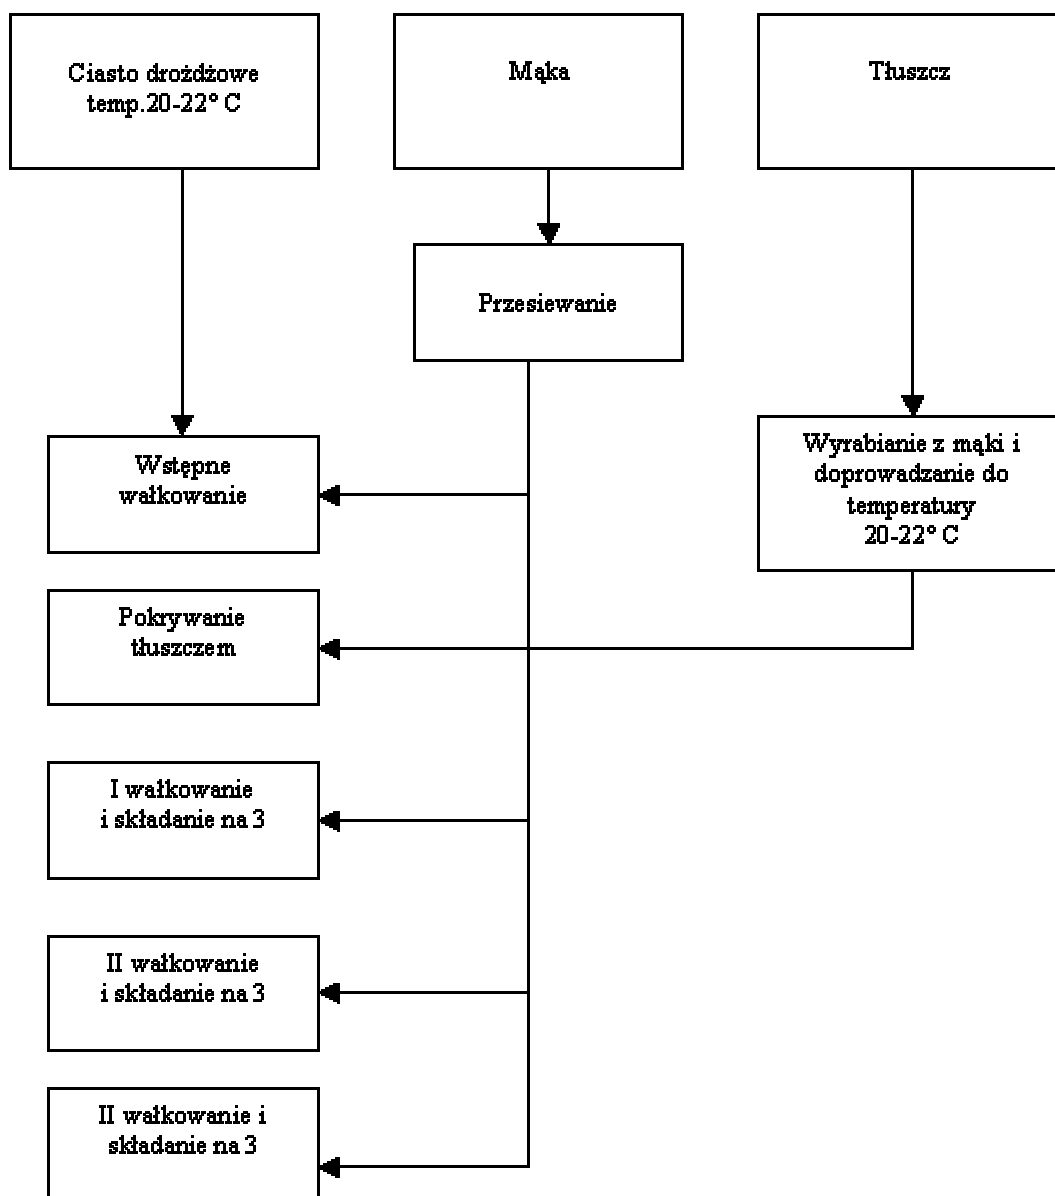 Ciasto drożdżowe
temp.20-22° C
Mąka
Tłuszcz
Przesiewanie
Wstępne
wałkowanie
Wyrabianie z mąki i
doprowadzanie do
temperatury
20-22° C
Pokrywanie
tłuszczem
I wałkowanie
i składanie na 3
II wałkowanie
i składanie na 3
II wałkowanie i
składanie na 3